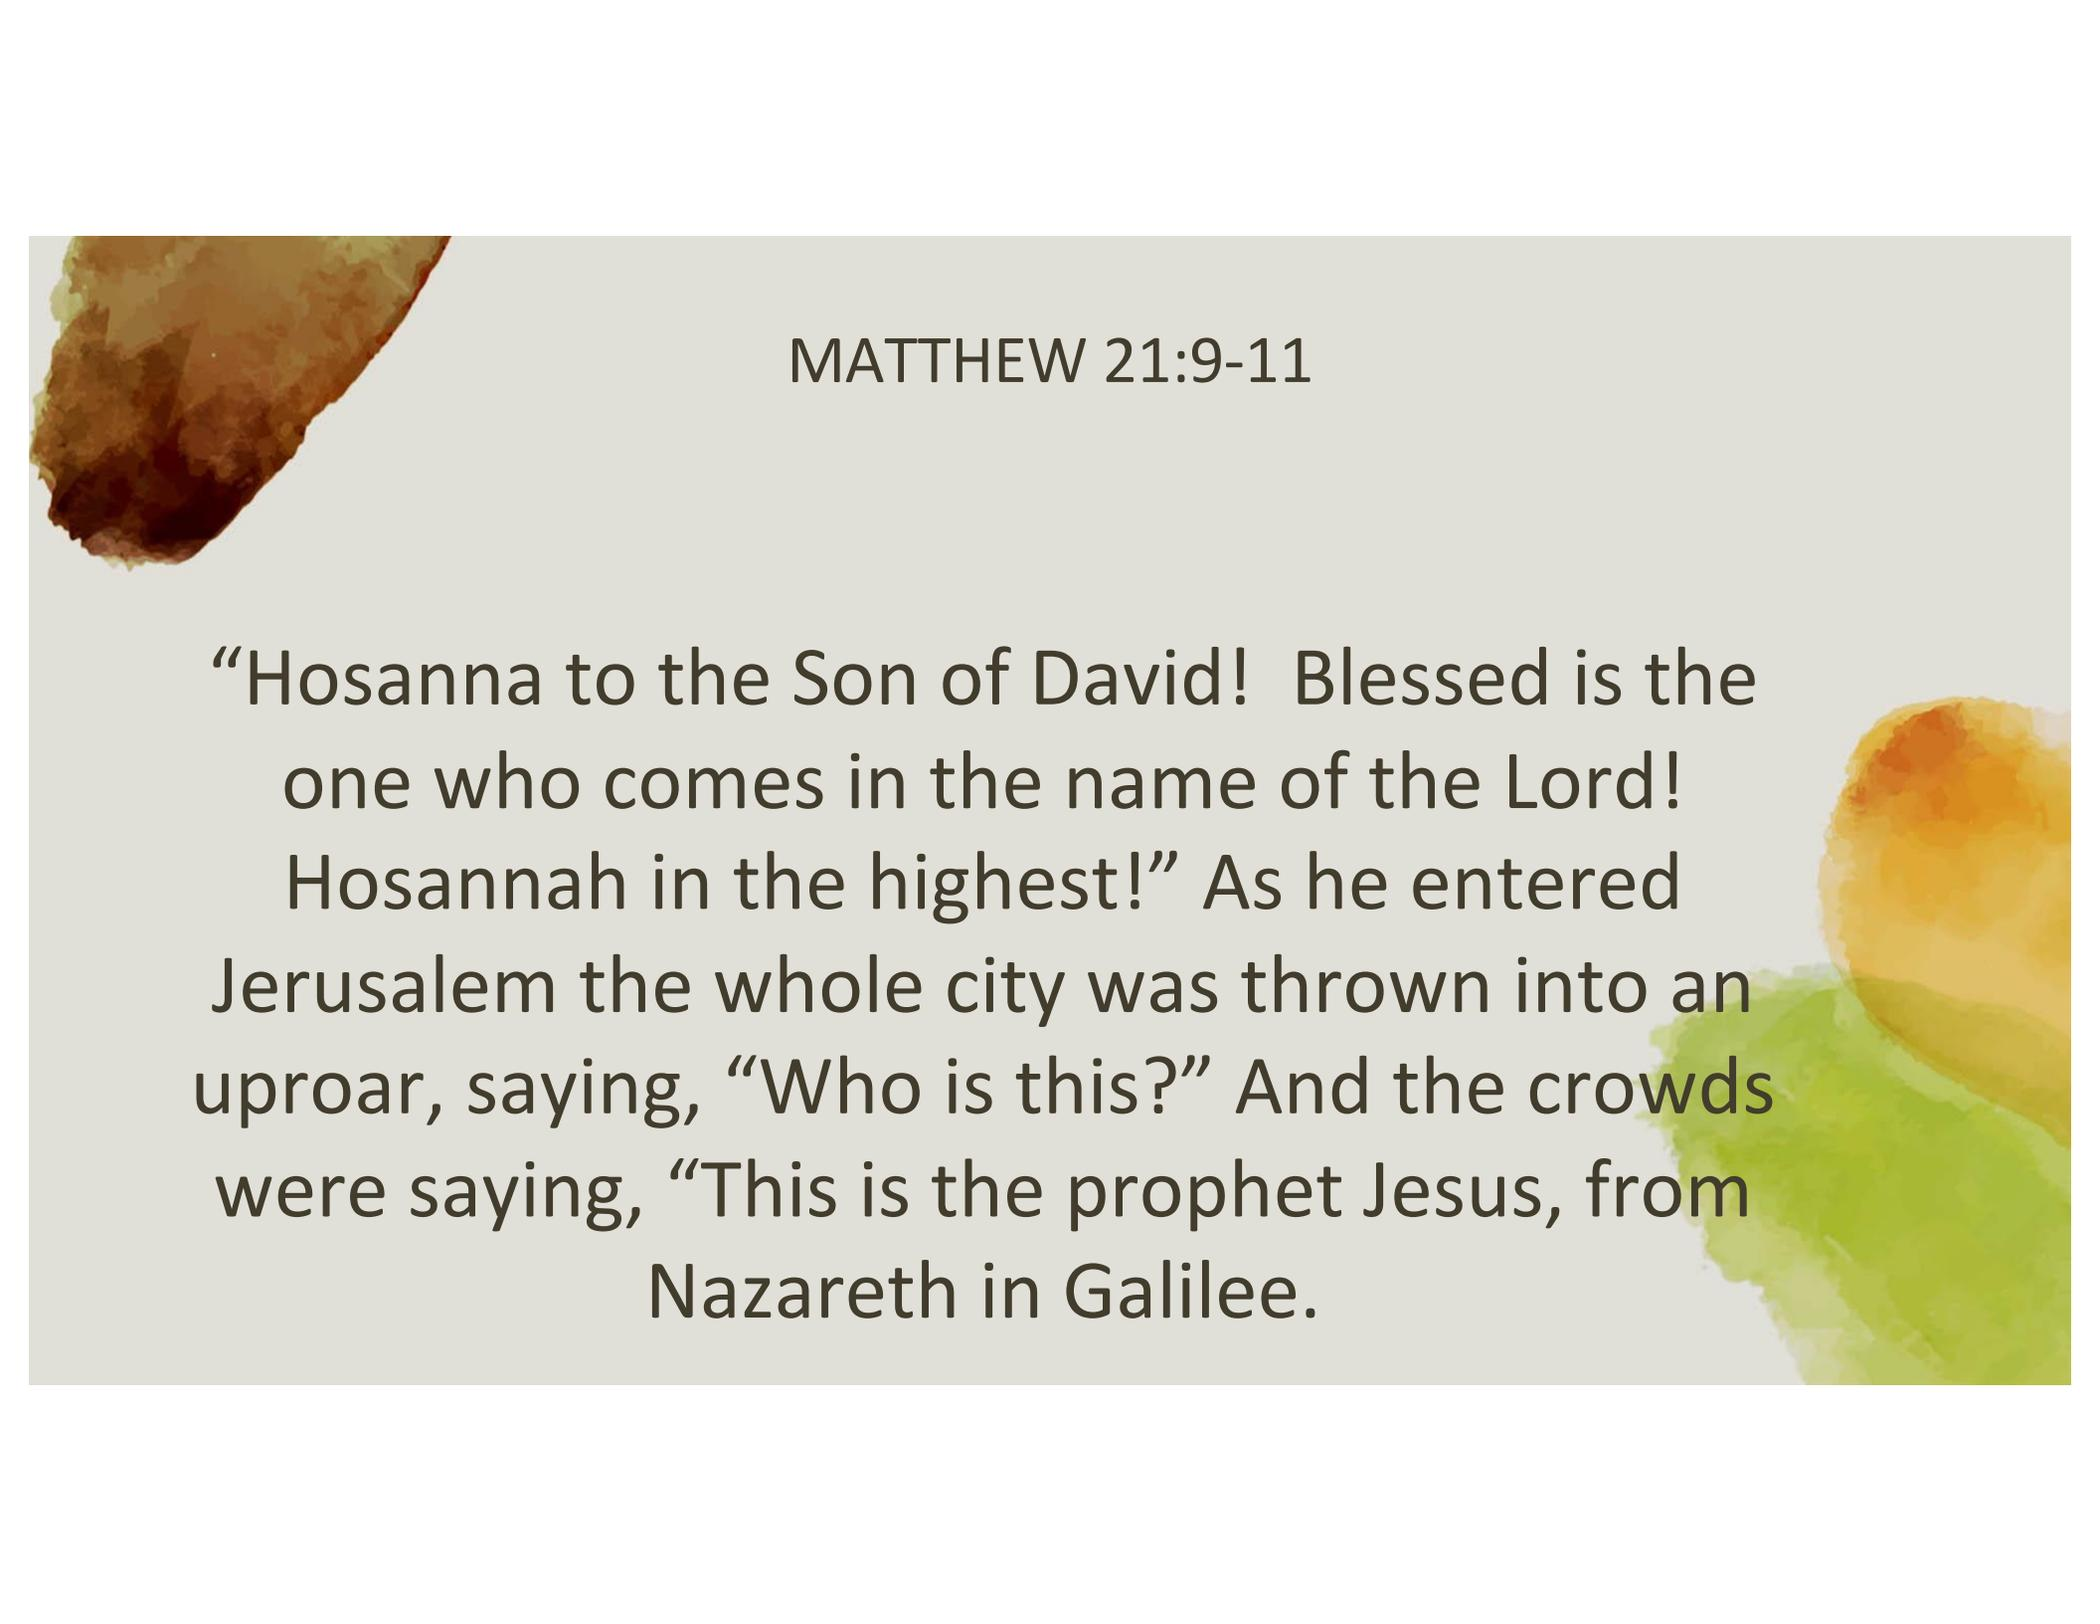 MATTHEW 21:9-11
“Hosanna to the Son of David!  Blessed is the
one who comes in the name of the Lord!
Hosannah in the highest!” As he entered
Jerusalem the whole city was thrown into an
uproar, saying, “Who is this?” And the crowds
were saying, “This is the prophet Jesus, from
Nazareth in Galilee.